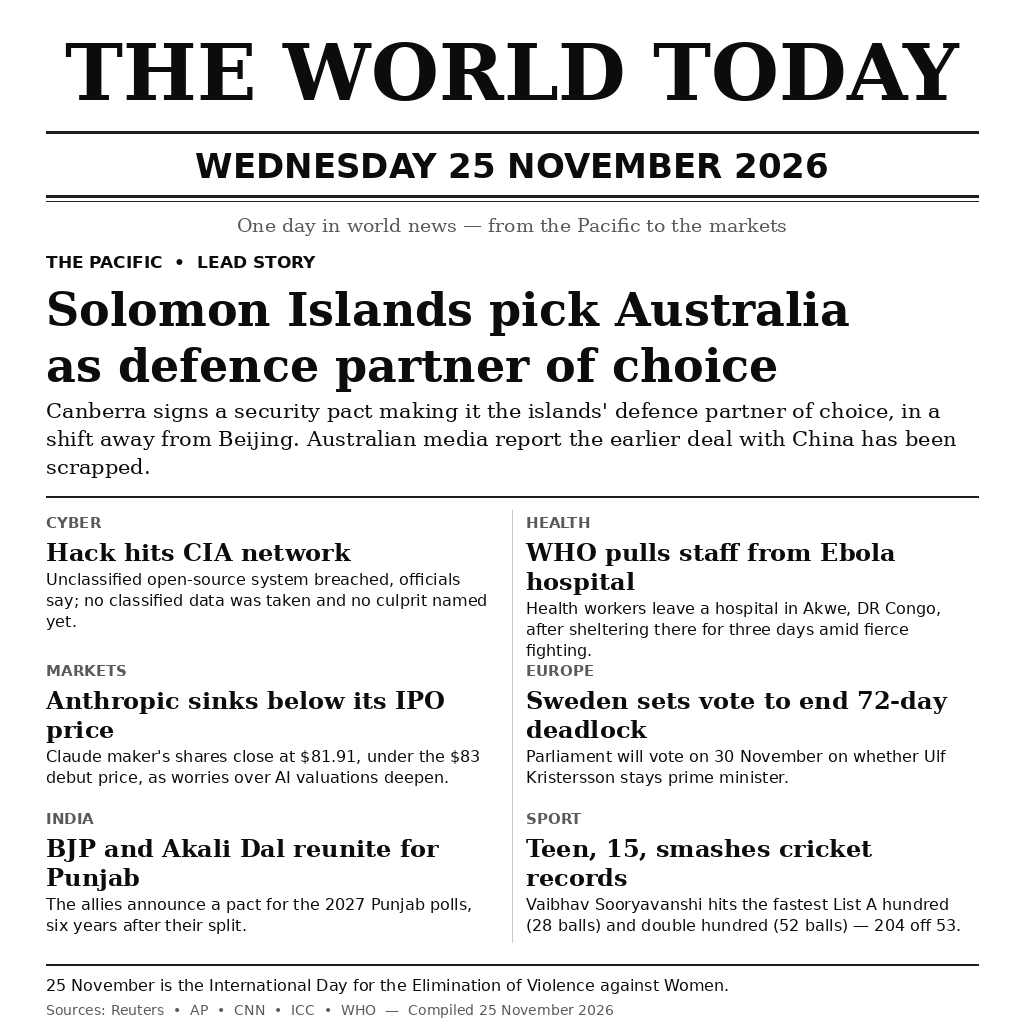 THE WORLD TODAY
WEDNESDAY 25 NOVEMBER 2026
One day in world news — from the Pacific to the markets
THE PACIFIC • LEAD STORY
Solomon Islands pick Australia
as defence partner of choice
Canberra signs a security pact making it the islands' defence partner of choice, in a
shift away from Beijing. Australian media report the earlier deal with China has been
scrapped.
CYBER
Hack hits CIA network
Unclassified open-source system breached, officials
say; no classified data was taken and no culprit named
yet.
HEALTH
WHO pulls staff from Ebola
hospital
Health workers leave a hospital in Akwe, DR Congo,
after sheltering there for three days amid fierce
fighting.
MARKETS
Anthropic sinks below its IPO
price
Claude maker's shares close at $81.91, under the $83
debut price, as worries over AI valuations deepen.
EUROPE
Sweden sets vote to end 72-day
deadlock
Parliament will vote on 30 November on whether Ulf
Kristersson stays prime minister.
INDIA
BJP and Akali Dal reunite for
Punjab
The allies announce a pact for the 2027 Punjab polls,
six years after their split.
SPORT
Teen, 15, smashes cricket
records
Vaibhav Sooryavanshi hits the fastest List A hundred
(28 balls) and double hundred (52 balls) — 204 off 53.
25 November is the International Day for the Elimination of Violence against Women.
Sources: Reuters • AP • CNN • ICC • WHO — Compiled 25 November 2026